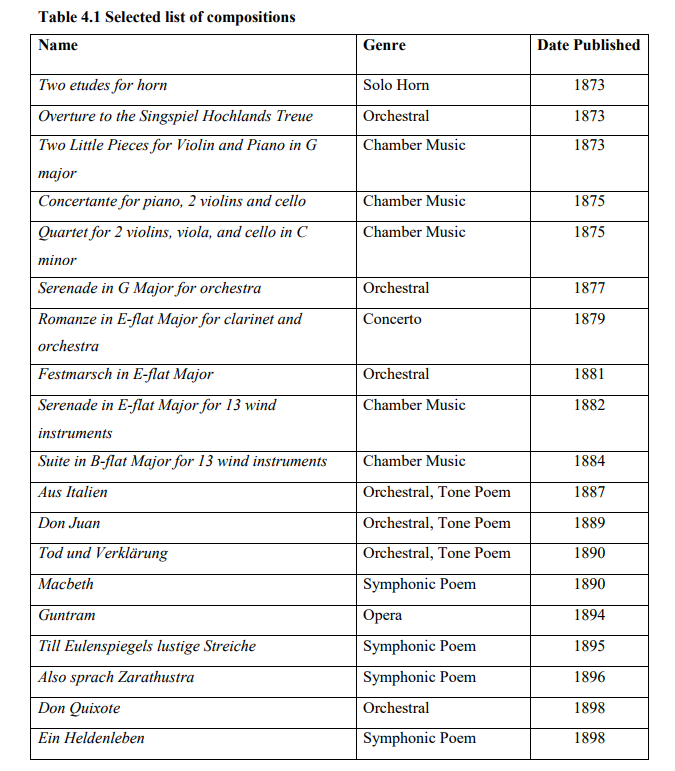 Table 4.1 Selected list of compositions
Name Genre Date Published
Two etudes for horn Solo Horn 1873
Overture to the Singspiel Hochlands Treue Orchestral 1873
Two Little Pieces for Violin and Piano in G Chamber Music 1873
major
Concertante for piano, 2 violins and cello Chamber Music 1875
Quartet for 2 violins, viola, and cello in C Chamber Music 1875
minor
Serenade in G Major for orchestra Orchestral 1877
Romanze in E-flat Major for clarinet and Concerto 1879
orchestra
Festmarsch in E-flat Major Orchestral 1881
Serenade in E-flat Major for 13 wind Chamber Music 1882
instruments
Suite in B-flat Major for 13 wind instruments Chamber Music 1884
Aus Italien Orchestral, Tone Poem 1887
Don Juan Orchestral, Tone Poem 1889
Tod und Verklärung Orchestral, Tone Poem 1890
Macbeth Symphonic Poem 1890
Guntram Opera 1894
Till Eulenspiegels lustige Streiche Symphonic Poem 1895
Also sprach Zarathustra Symphonic Poem 1896
Don Quixote Orchestral 1898
Ein Heldenleben Symphonic Poem 1898